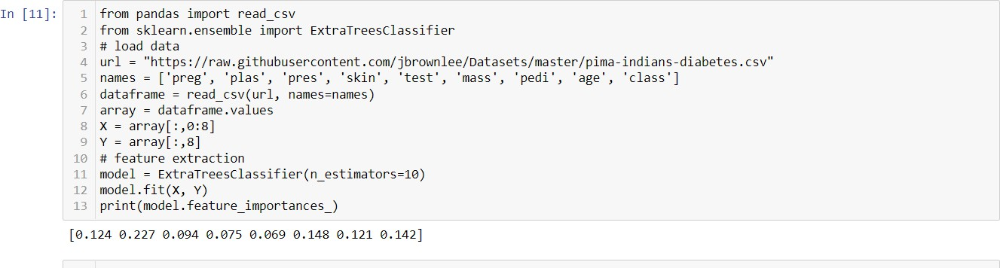 In [11]:
1 from pandas import read_csv
2 from sklearn.ensemble import ExtraTreesClassifier
3 # load data
4 url = "https://raw.githubusercontent.com/jbrownlee/Datasets/master/pima-indians-diabetes.csv"
5 names = ['preg', 'plas', 'pres', 'skin', 'test', 'mass', 'pedi', 'age', 'class']
6 dataframe = read_csv(url, names=names)
7 array = dataframe.values
8 X = array[:,0:8]
9 Y = array[:,8]
10 # feature extraction
11 model = ExtraTreesClassifier(n_estimators=10)
12 model.fit(X, Y)
13 print(model.feature_importances_)
[0.124 0.227 0.094 0.075 0.069 0.148 0.121 0.142]